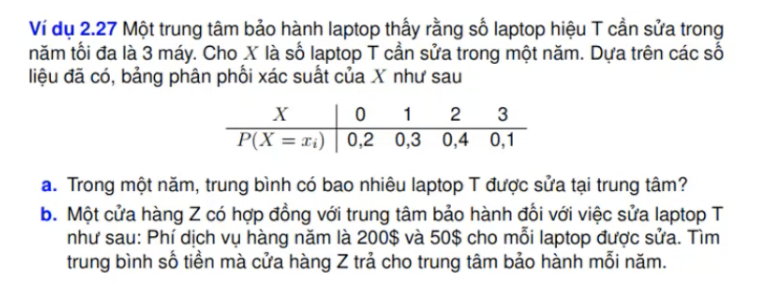 Ví dụ 2.27 Một trung tâm bảo hành laptop thấy rằng số laptop hiệu T cần sửa trong
năm tối đa là 3 máy. Cho X là số laptop T cần sửa trong một năm. Dựa trên các số
liệu đã có, bảng phân phối xác suất của X như sau
X 0 1 2 3
P(X = xᵢ) 0,2 0,3 0,4 0,1
a. Trong một năm, trung bình có bao nhiêu laptop T được sửa tại trung tâm?
b. Một cửa hàng Z có hợp đồng với trung tâm bảo hành đối với việc sửa laptop T
như sau: Phí dịch vụ hàng năm là 200$ và 50$ cho mỗi laptop được sửa. Tìm
trung bình số tiền mà cửa hàng Z trả cho trung tâm bảo hành mỗi năm.